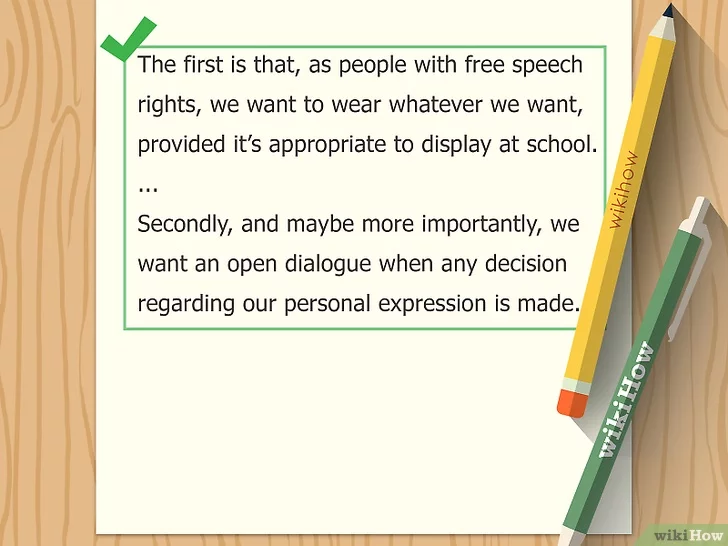 The first is that, as people with free speech
rights, we want to wear whatever we want,
provided it's appropriate to display at school.
...
Secondly, and maybe more importantly, we
want an open dialogue when any decision
regarding our personal expression is made.
wikihow
wikiHow
wikiHow